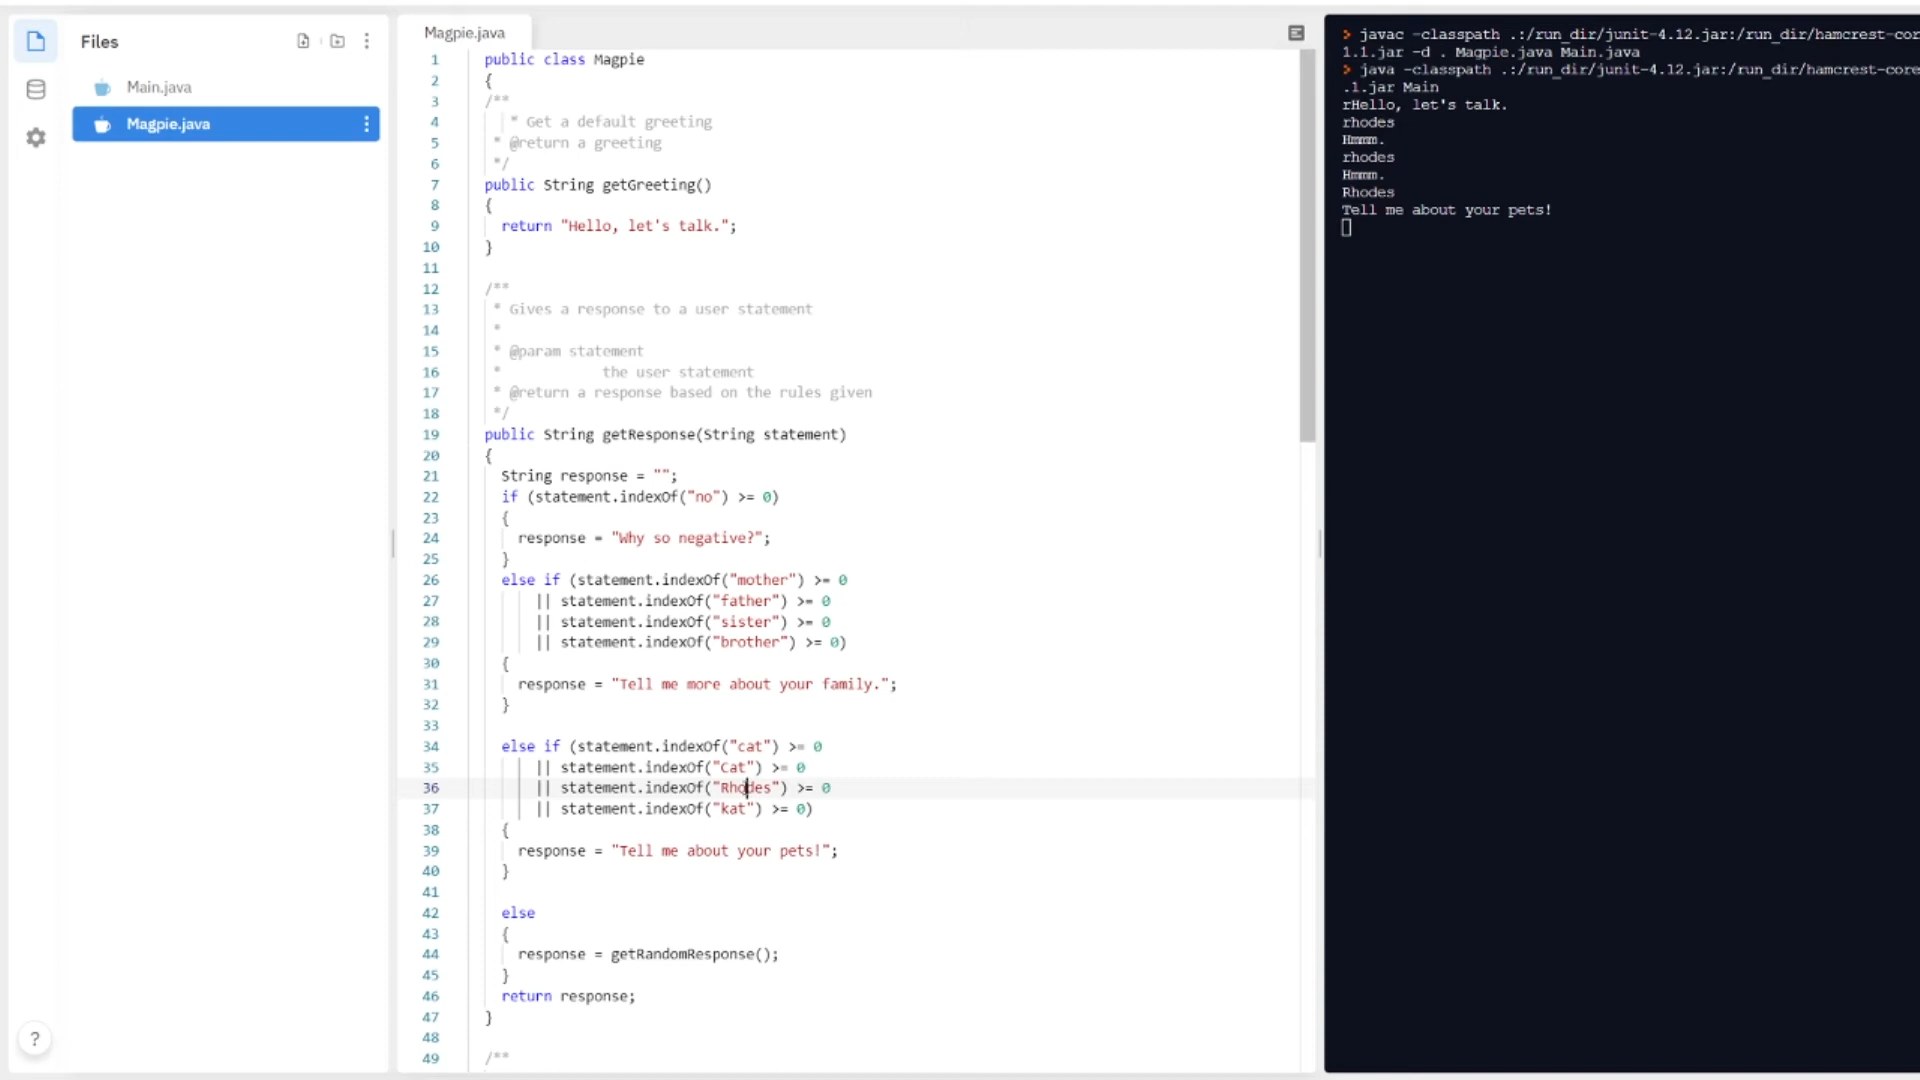 Files
Main.java
Magpie.java
?
Magpie.java
1 public class Magpie
2 {
3 /**
4 * Get a default greeting
5 * @return a greeting
6 */
7 public String getGreeting()
8 {
9 return "Hello, let's talk.";
10 }
11
12 /**
13 * Gives a response to a user statement
14 *
15 * @param statement
16 * the user statement
17 * @return a response based on the rules given
18 */
19 public String getResponse(String statement)
20 {
21 String response = "";
22 if (statement.indexOf("no") >= 0)
23 {
24 response = "Why so negative?";
25 }
26 else if (statement.indexOf("mother") >= 0
27 || statement.indexOf("father") >= 0
28 || statement.indexOf("sister") >= 0
29 || statement.indexOf("brother") >= 0)
30 {
31 response = "Tell me more about your family.";
32 }
33
34 else if (statement.indexOf("cat") >= 0
35 || statement.indexOf("Cat") >= 0
36 || statement.indexOf("Rhodes") >= 0
37 || statement.indexOf("kat") >= 0)
38 {
39 response = "Tell me about your pets!";
40 }
41
42 else
43 {
44 response = getRandomResponse();
45 }
46 return response;
47 }
48
49 /**
> javac -classpath .:/run_dir/junit-4.12.jar:/run_dir/hamcrest-cor
1.1.jar -d . Magpie.java Main.java
> java -classpath .:/run_dir/junit-4.12.jar:/run_dir/hamcrest-core
.1.jar Main
rHello, let's talk.
rhodes
Hmmm.
rhodes
Hmmm.
Rhodes
Tell me about your pets!